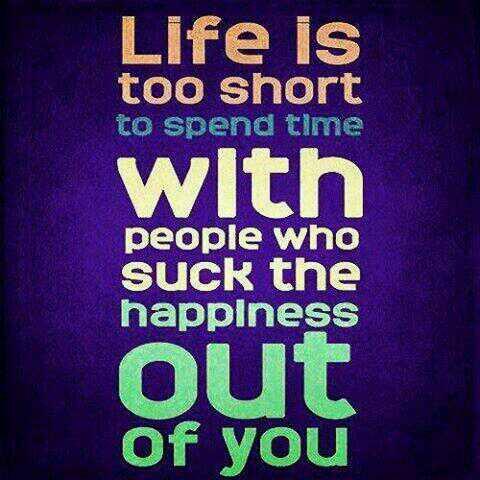 Life is
too short
to spend time
with
people who
suck the
happiness
out
of you